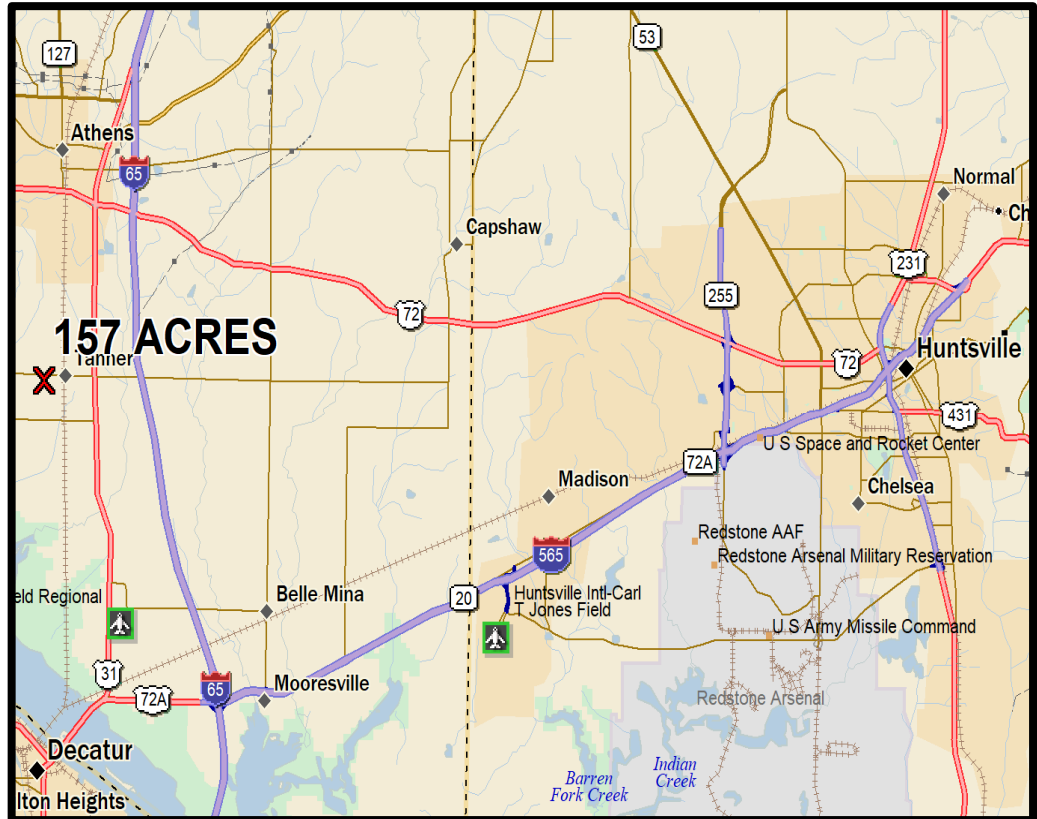 53
127
Athens
65
Normal
Ch
Capshaw
231
255
72
157 ACRES
Tanner
72
Huntsville
X
431
U S Space and Rocket Center
72A
Madison
Chelsea
Redstone AAF
565
Redstone Arsenal Military Reservation
eld Regional
Belle Mina
20
Huntsville Intl-Carl
T Jones Field
U S Army Missile Command
31
72A
65
Mooresville
Redstone Arsenal
Decatur
Indian
Creek
Barren
Fork Creek
lton Heights